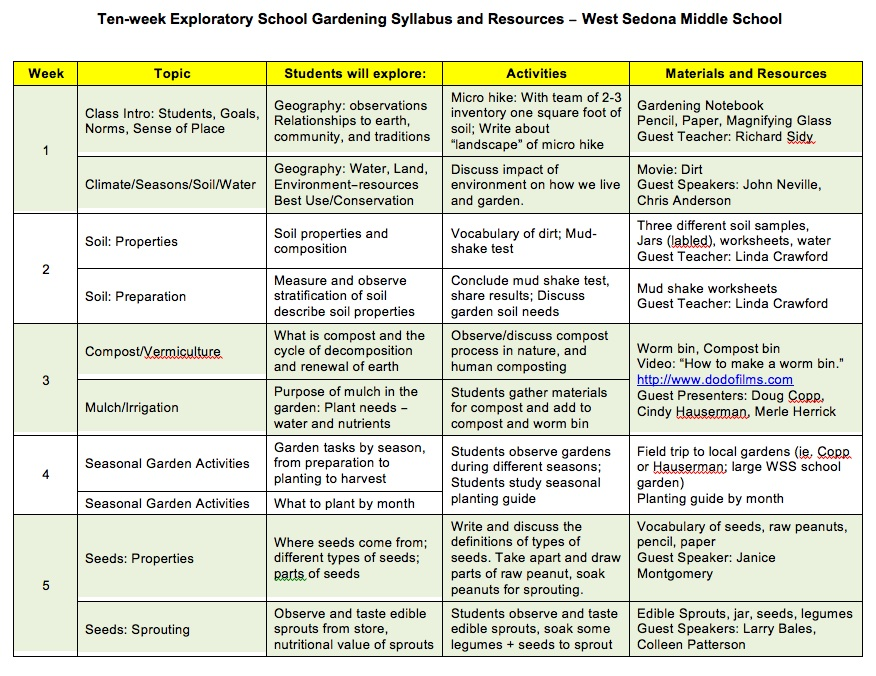 Ten-week Exploratory School Gardening Syllabus and Resources – West Sedona Middle School
Week
Topic
Students will explore:
Activities
Materials and Resources
1
Class Intro: Students, Goals,
Norms, Sense of Place
Geography: observations
Relationships to earth,
community, and traditions
Micro hike: With team of 2-3
inventory one square foot of
soil; Write about
“landscape” of micro hike
Gardening Notebook
Pencil, Paper, Magnifying Glass
Guest Teacher: Richard Sidy
Climate/Seasons/Soil/Water
Geography: Water, Land,
Environment–resources
Best Use/Conservation
Discuss impact of
environment on how we live
and garden.
Movie: Dirt
Guest Speakers: John Neville,
Chris Anderson
2
Soil: Properties
Soil properties and
composition
Vocabulary of dirt; Mud-
shake test
Three different soil samples,
Jars (labled), worksheets, water
Guest Teacher: Linda Crawford
Soil: Preparation
Measure and observe
stratification of soil
describe soil properties
Conclude mud shake test,
share results; Discuss
garden soil needs
Mud shake worksheets
Guest Teacher: Linda Crawford
3
Compost/Vermiculture
What is compost and the
cycle of decomposition
and renewal of earth
Observe/discuss compost
process in nature, and
human composting
Worm bin, Compost bin
Video: “How to make a worm bin.”
http://www.dodofilms.com
Guest Presenters: Doug Copp,
Cindy Hauserman, Merle Herrick
Mulch/Irrigation
Purpose of mulch in the
garden: Plant needs –
water and nutrients
Students gather materials
for compost and add to
compost and worm bin
4
Seasonal Garden Activities
Garden tasks by season,
from preparation to
planting to harvest
Students observe gardens
during different seasons;
Students study seasonal
planting guide
Field trip to local gardens (ie. Copp
or Hauserman; large WSS school
garden)
Planting guide by month
Seasonal Garden Activities
What to plant by month
5
Seeds: Properties
Where seeds come from;
different types of seeds;
parts of seeds
Write and discuss the
definitions of types of
seeds. Take apart and draw
parts of raw peanut, soak
peanuts for sprouting.
Vocabulary of seeds, raw peanuts,
pencil, paper
Guest Speaker: Janice
Montgomery
Seeds: Sprouting
Observe and taste edible
sprouts from store,
nutritional value of sprouts
Students observe and taste
edible sprouts, soak some
legumes + seeds to sprout
Edible Sprouts, jar, seeds, legumes
Guest Speakers: Larry Bales,
Colleen Patterson